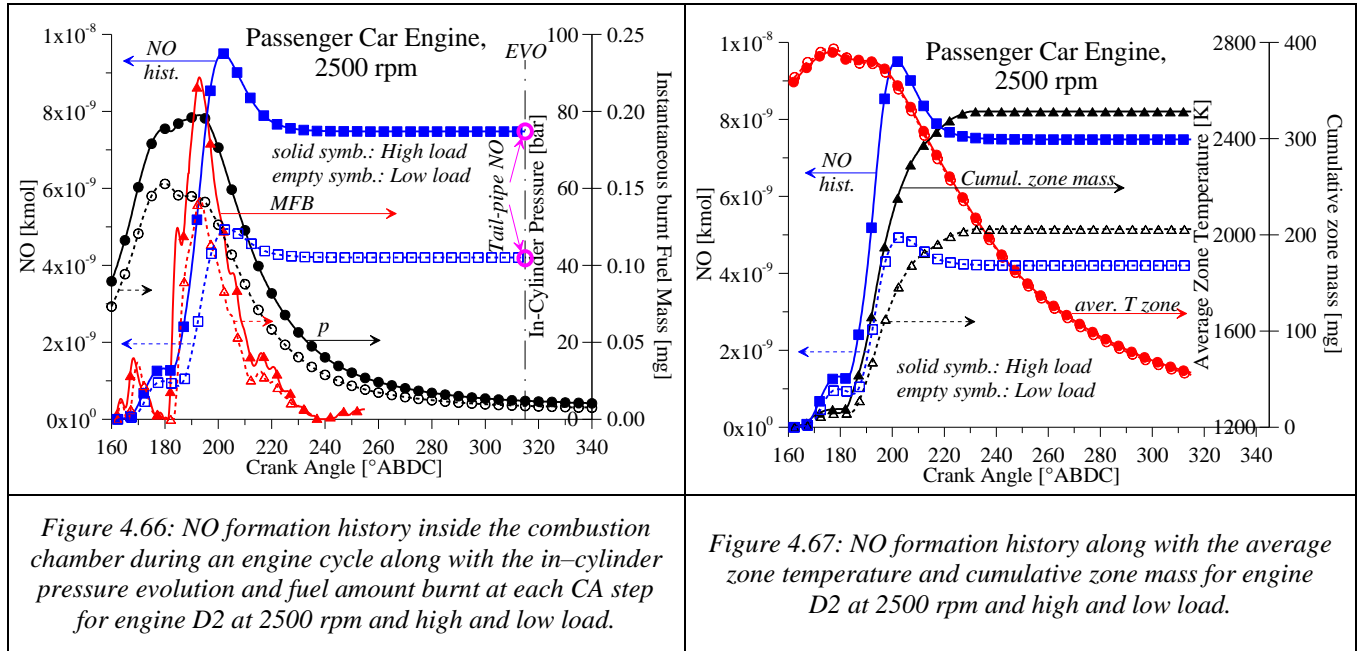 Passenger Car Engine,
2500 rpm
NO
hist.
EVO
solid symb.: High load
empty symb.: Low load
MFB
p
Tail-pipe NO
NO [kmol]
1x10⁻⁸
8x10⁻⁹
6x10⁻⁹
4x10⁻⁹
2x10⁻⁹
0x10⁰
100
80
60
40
20
0
In-Cylinder Pressure [bar]
0.25
0.20
0.15
0.10
0.05
0.00
Instantaneous burnt Fuel Mass [mg]
160 180 200 220 240 260 280 300 320 340
Crank Angle [°ABDC]
Figure 4.66: NO formation history inside the combustion
chamber during an engine cycle along with the in–cylinder
pressure evolution and fuel amount burnt at each CA step
for engine D2 at 2500 rpm and high and low load.
Passenger Car Engine,
2500 rpm
NO
hist.
Cumul. zone mass
aver. T zone
solid symb.: High load
empty symb.: Low load
NO [kmol]
1x10⁻⁸
8x10⁻⁹
6x10⁻⁹
4x10⁻⁹
2x10⁻⁹
0x10⁰
2800
2400
2000
1600
1200
Average Zone Temperature [K]
400
300
200
100
0
Cumulative zone mass [mg]
160 180 200 220 240 260 280 300 320 340
Crank Angle [°ABDC]
Figure 4.67: NO formation history along with the average
zone temperature and cumulative zone mass for engine
D2 at 2500 rpm and high and low load.